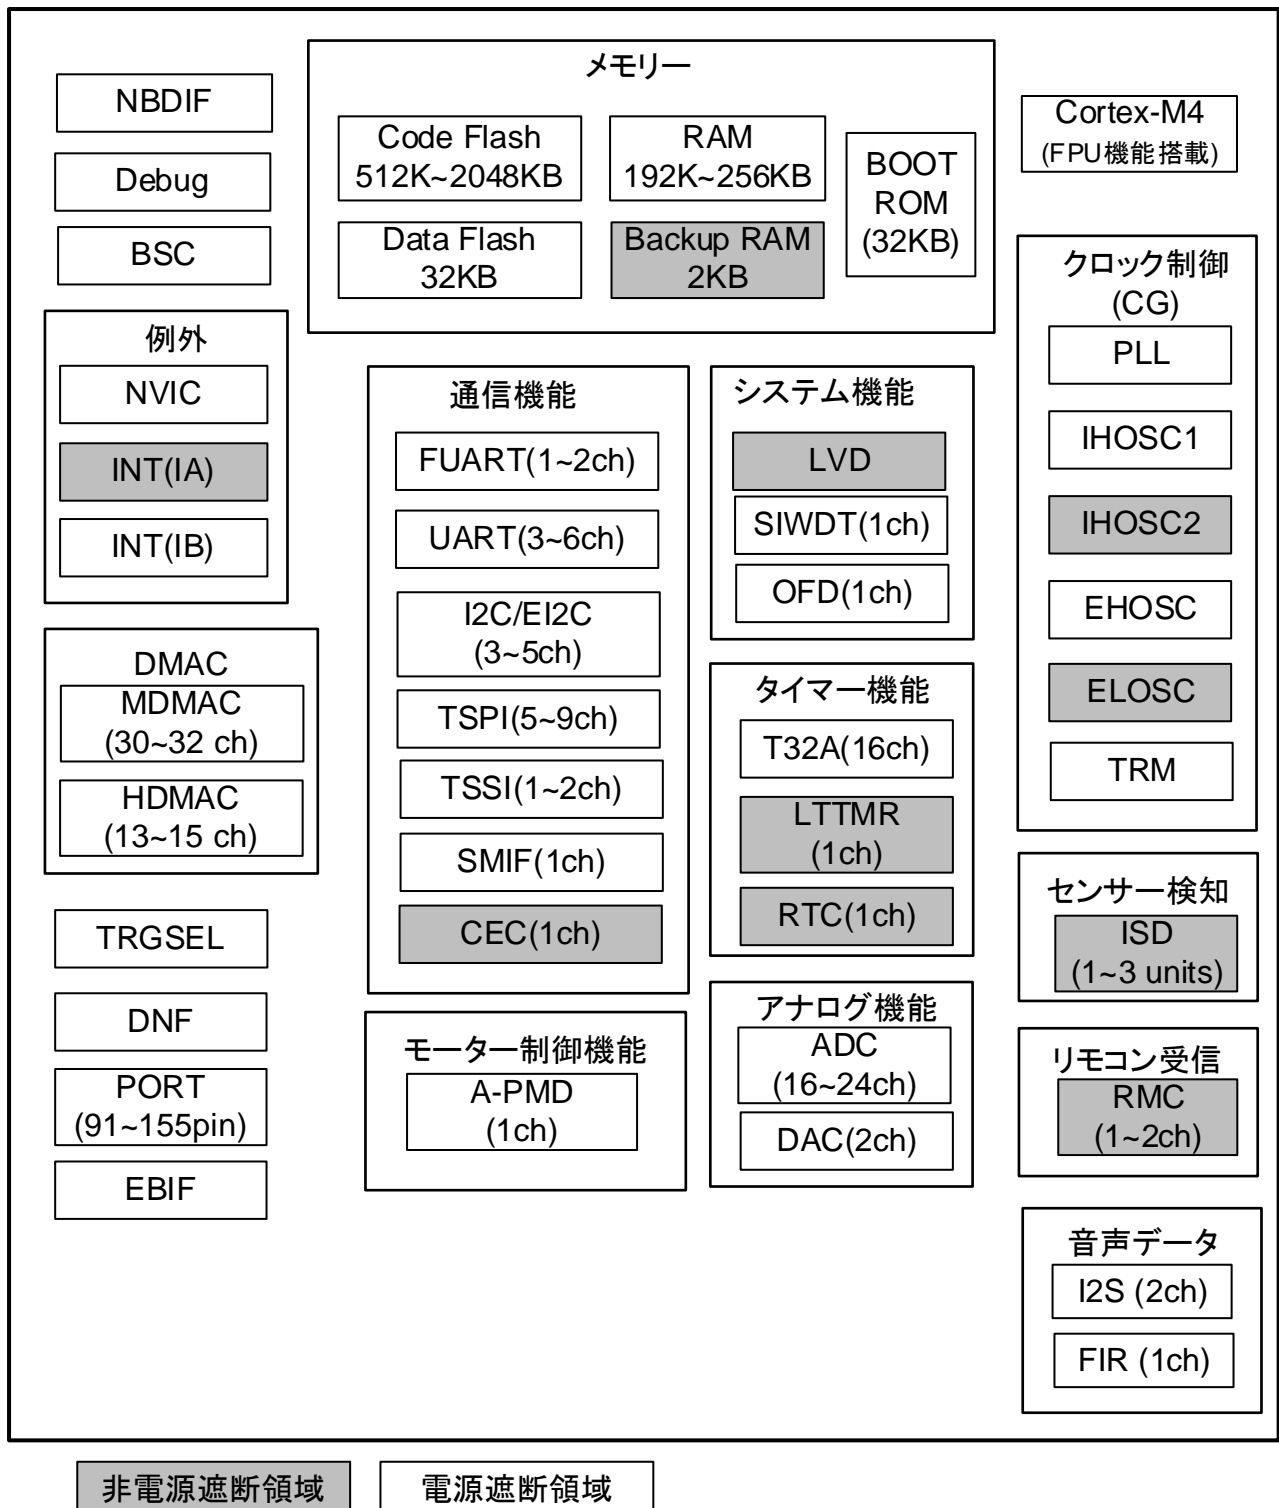 NBDIF
Debug
BSC
メモリー
Code Flash
512K~2048KB
RAM
192K~256KB
BOOT
ROM
(32KB)
Data Flash
32KB
Backup RAM
2KB
Cortex-M4
(FPU機能搭載)
例外
NVIC
INT(IA)
INT(IB)
DMAC
MDMAC
(30~32 ch)
HDMAC
(13~15 ch)
TRGSEL
DNF
PORT
(91~155pin)
EBIF
通信機能
FUART(1~2ch)
UART(3~6ch)
I2C/EI2C
(3~5ch)
TSPI(5~9ch)
TSSI(1~2ch)
SMIF(1ch)
CEC(1ch)
モーター制御機能
A-PMD
(1ch)
システム機能
LVD
SIWDT(1ch)
OFD(1ch)
タイマー機能
T32A(16ch)
LTTMR
(1ch)
RTC(1ch)
アナログ機能
ADC
(16~24ch)
DAC(2ch)
クロック制御
(CG)
PLL
IHOSC1
IHOSC2
EHOSC
ELOSC
TRM
センサー検知
ISD
(1~3 units)
リモコン受信
RMC
(1~2ch)
音声データ
I2S (2ch)
FIR (1ch)
非電源遮断領域
電源遮断領域